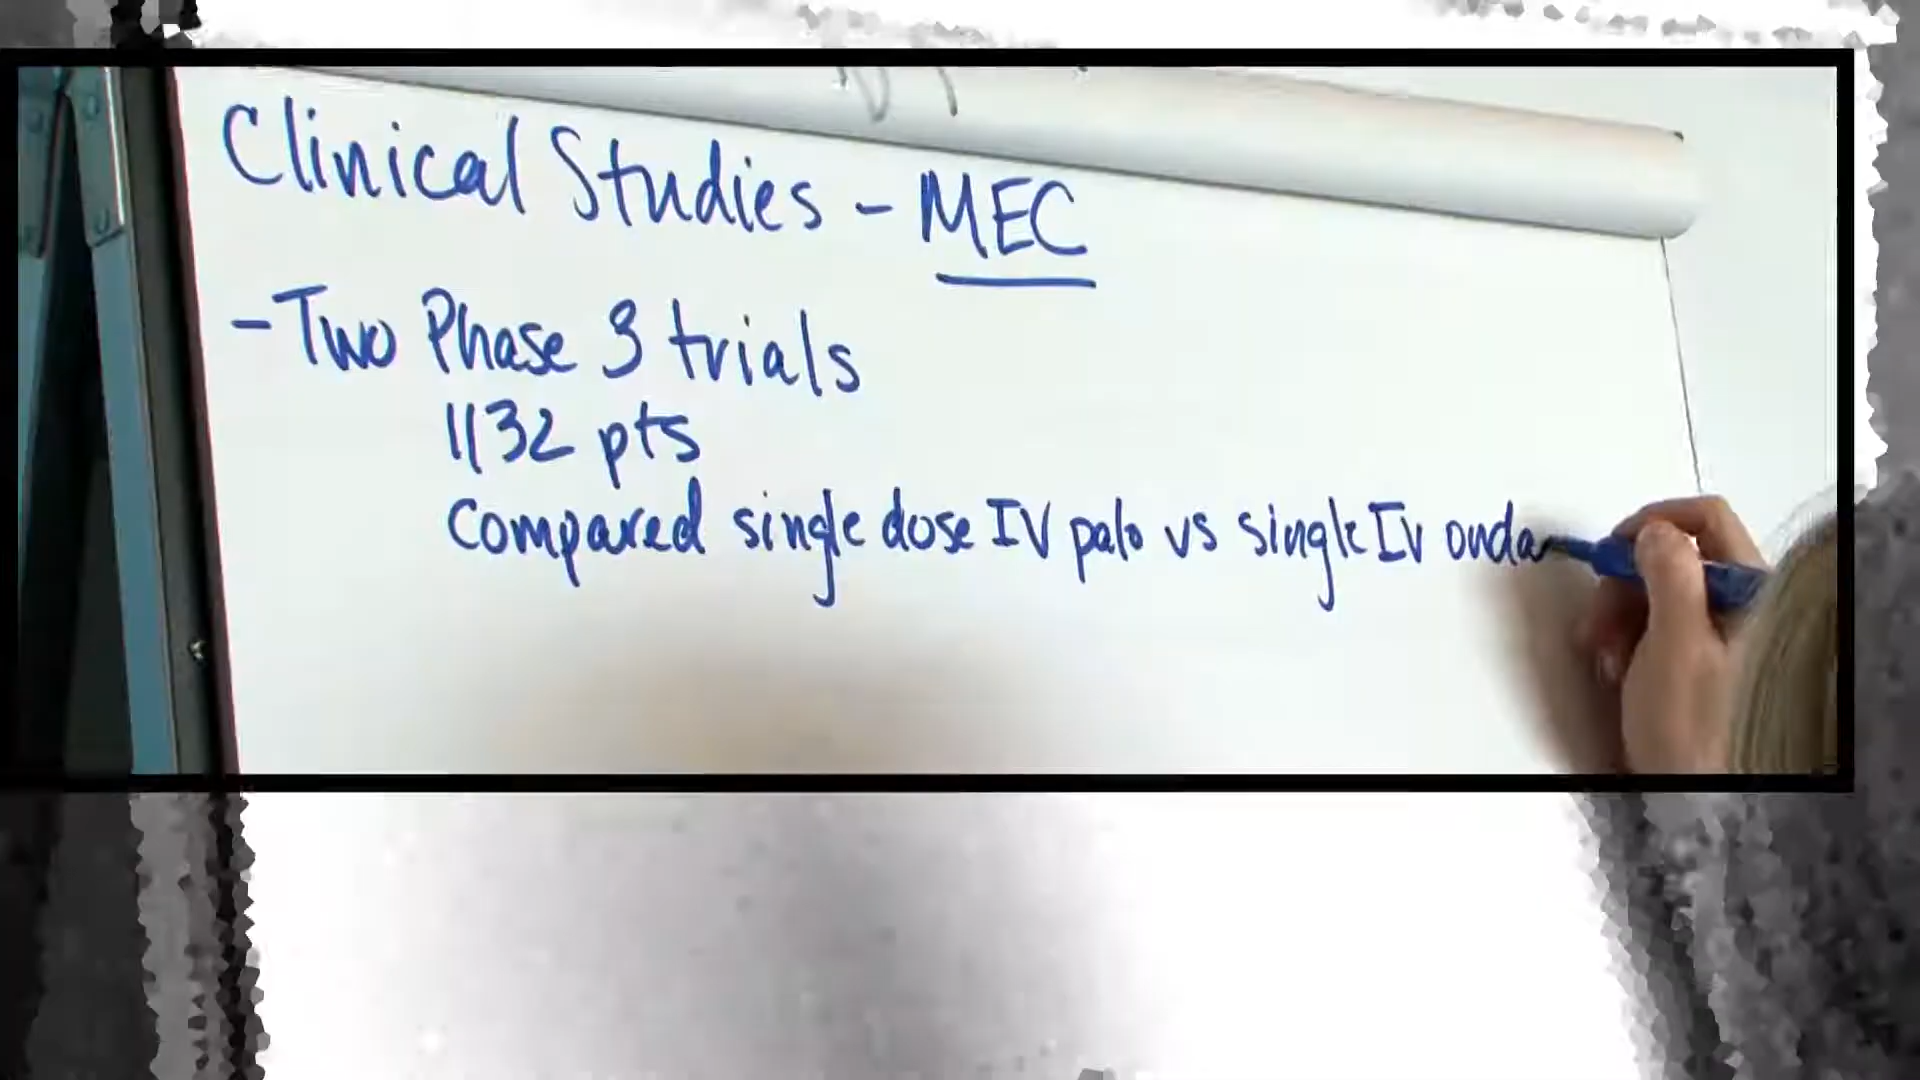 Clinical Studies - MEC
- Two Phase 3 trials
1132 pts
Compared single dose IV palo vs single IV onda